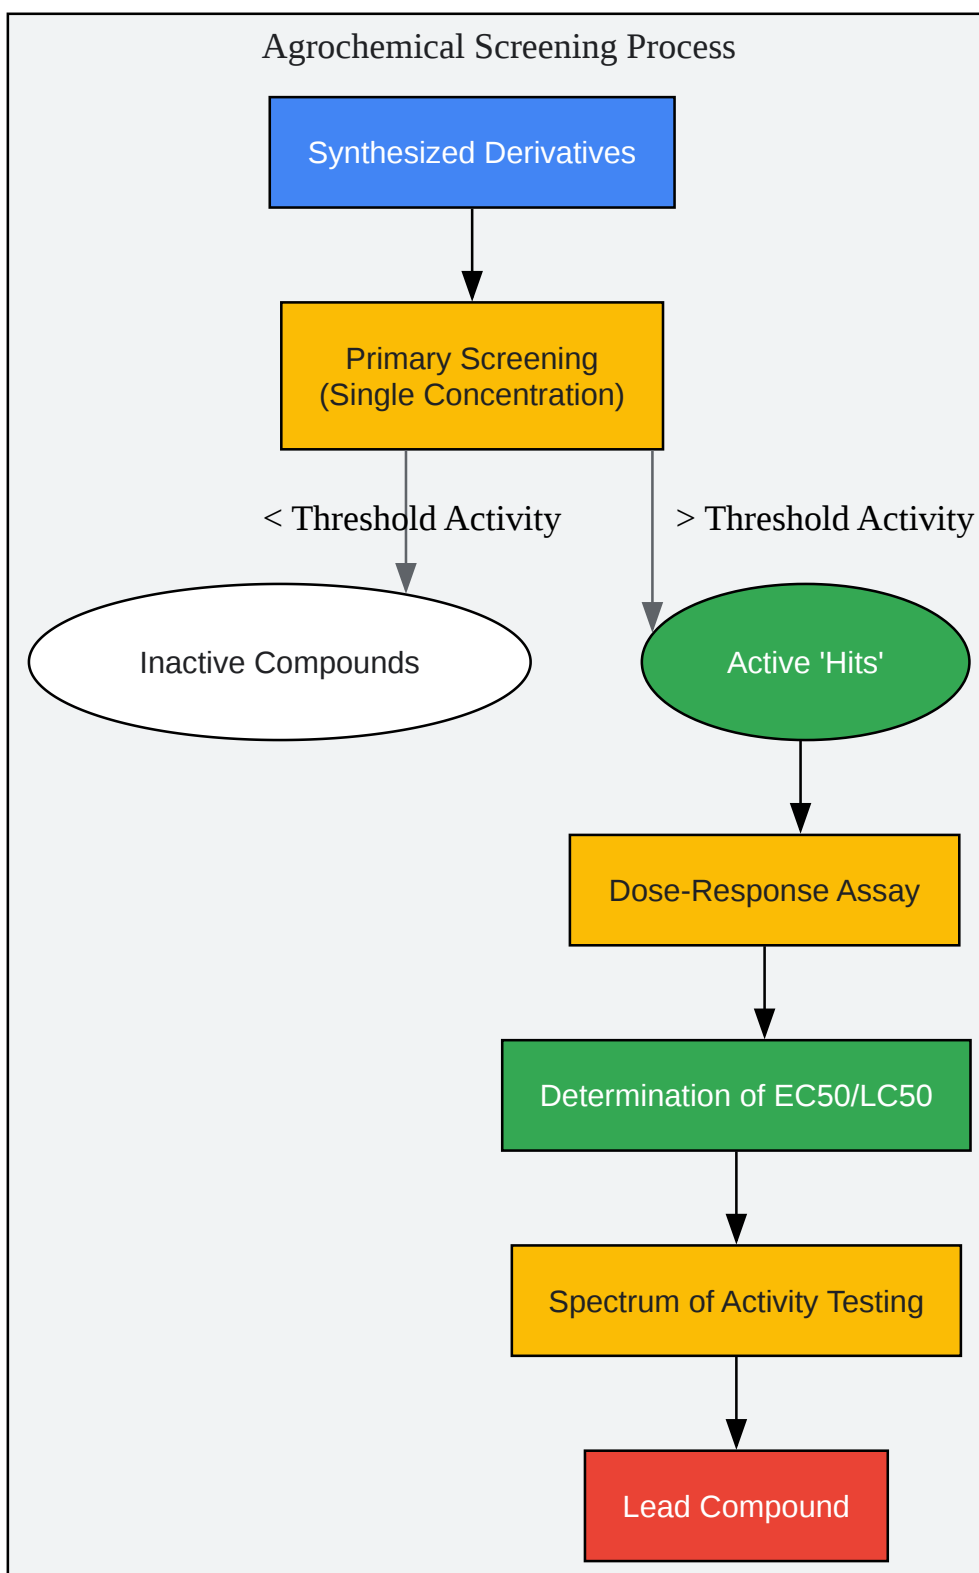 Agrochemical Screening Process
Synthesized Derivatives
Primary Screening
(Single Concentration)
< Threshold Activity
> Threshold Activity
Inactive Compounds
Active 'Hits'
Dose-Response Assay
Determination of EC50/LC50
Spectrum of Activity Testing
Lead Compound